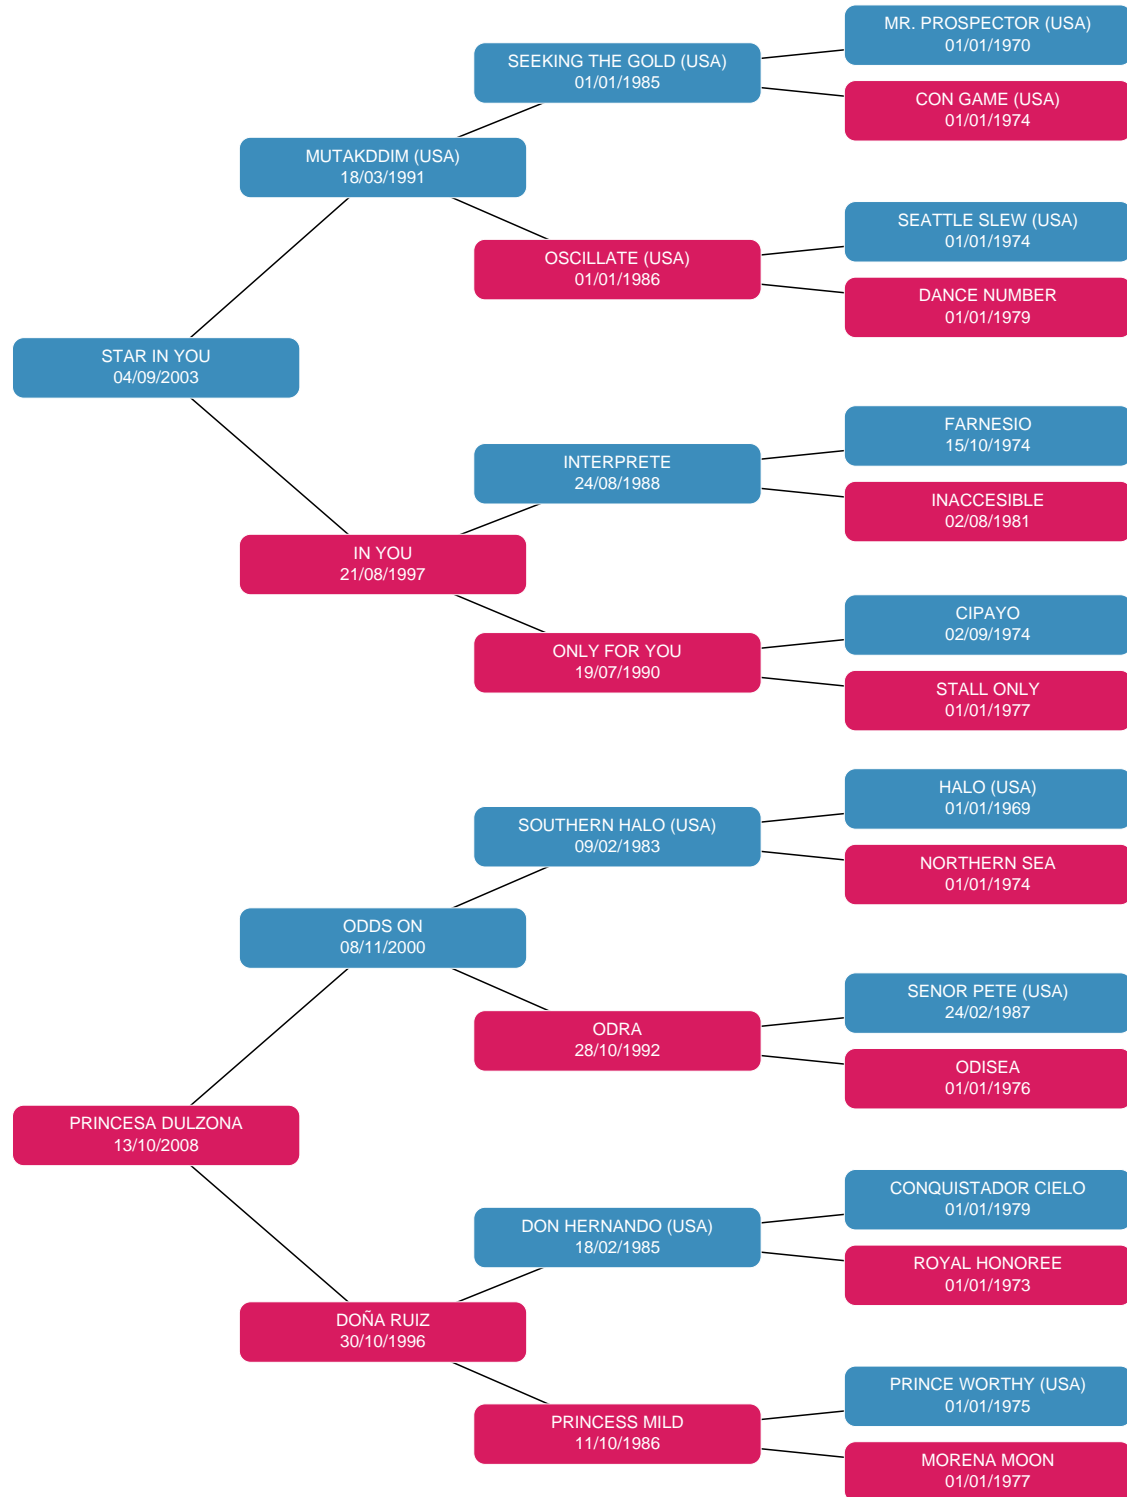 MR. PROSPECTOR (USA)
01/01/1970
SEEKING THE GOLD (USA)
01/01/1985
CON GAME (USA)
01/01/1974
MUTAKDDIM (USA)
18/03/1991
SEATTLE SLEW (USA)
01/01/1974
OSCILLATE (USA)
01/01/1986
DANCE NUMBER
01/01/1979
STAR IN YOU
04/09/2003
FARNESIO
15/10/1974
INTERPRETE
24/08/1988
INACCESIBLE
02/08/1981
IN YOU
21/08/1997
CIPAYO
02/09/1974
ONLY FOR YOU
19/07/1990
STALL ONLY
01/01/1977
HALO (USA)
01/01/1969
SOUTHERN HALO (USA)
09/02/1983
NORTHERN SEA
01/01/1974
ODDS ON
08/11/2000
SENOR PETE (USA)
24/02/1987
ODRA
28/10/1992
ODISEA
01/01/1976
PRINCESA DULZONA
13/10/2008
CONQUISTADOR CIELO
01/01/1979
DON HERNANDO (USA)
18/02/1985
ROYAL HONOREE
01/01/1973
DOÑA RUIZ
30/10/1996
PRINCE WORTHY (USA)
01/01/1975
PRINCESS MILD
11/10/1986
MORENA MOON
01/01/1977